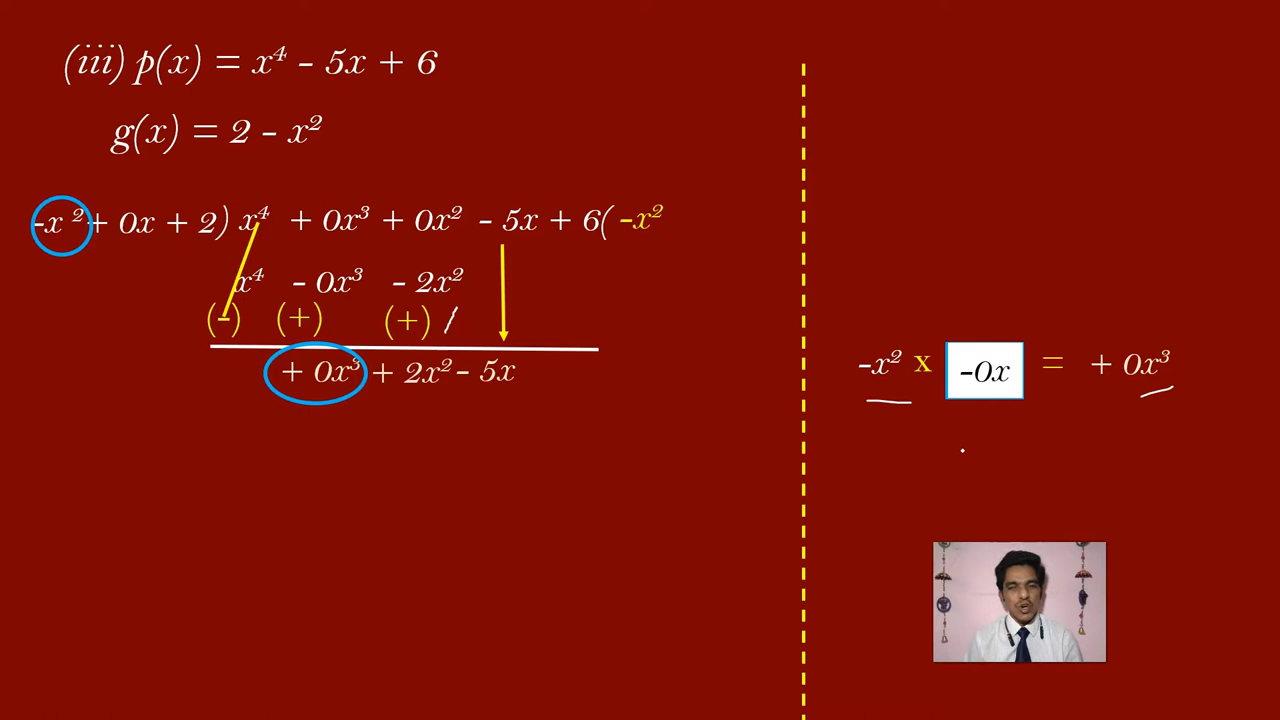 (iii) p(x) = x⁴ - 5x + 6
g(x) = 2 - x²
-x² + 0x + 2) x⁴ + 0x³ + 0x² - 5x + 6( -x²
x⁴ - 0x³ - 2x²
(-) (+) (+)
+ 0x³ + 2x² - 5x
-x² x -0x = + 0x³